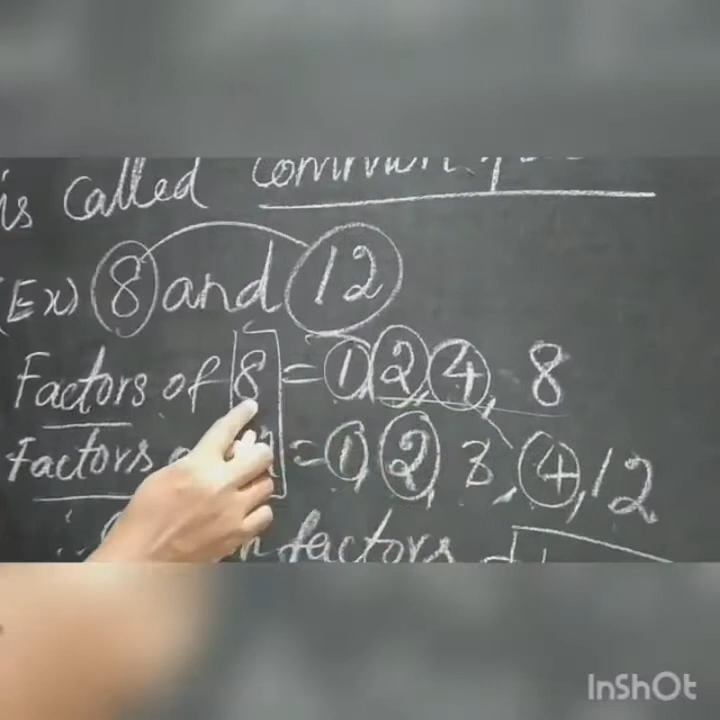 is called common
(Ex) 8 and 12
Factors of 8 = 1, 2, 4, 8
Factors = 1, 2, 3, 4, 12
factors
InShOt